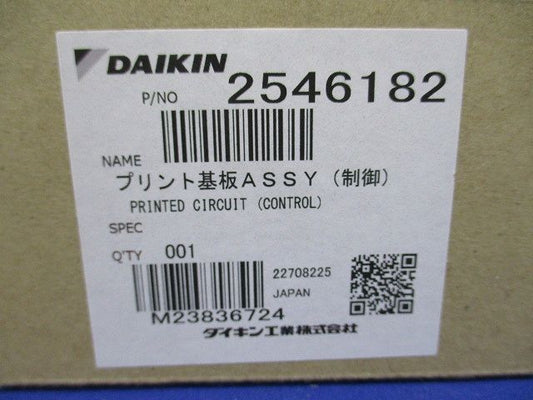 DAIKIN
P/NO 2546182
NAME
プリント基板ASSY（制御）
PRINTED CIRCUIT (CONTROL)
SPEC
Q'TY 001
22708225
JAPAN
M23836724
ダイキン工業株式会社